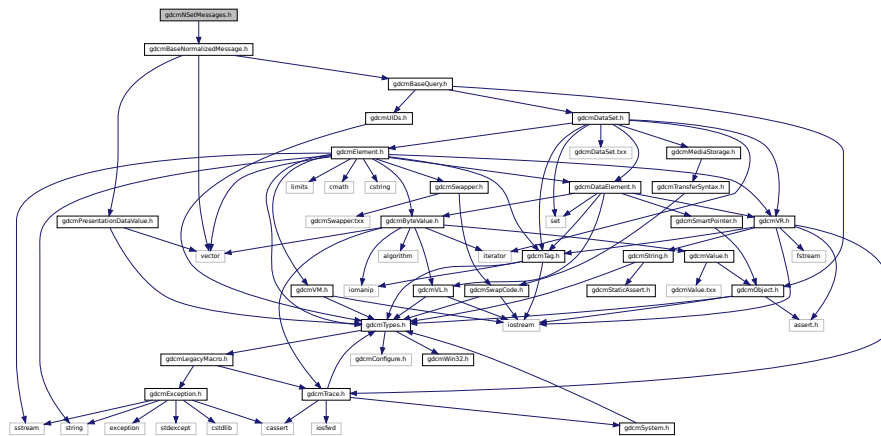 gdcmNSetMessages.h
gdcmBaseNormalizedMessage.h
gdcmBaseQuery.h
gdcmUIDs.h
gdcmDataSet.h
gdcmElement.h
gdcmDataSet.txx
gdcmMediaStorage.h
limits
cmath
cstring
gdcmSwapper.h
gdcmDataElement.h
gdcmTransferSyntax.h
gdcmPresentationDataValue.h
gdcmSwapper.txx
gdcmByteValue.h
set
gdcmSmartPointer.h
gdcmVR.h
vector
algorithm
iterator
gdcmTag.h
gdcmString.h
gdcmValue.h
fstream
gdcmVM.h
iomanip
gdcmVL.h
gdcmSwapCode.h
gdcmStaticAssert.h
gdcmValue.txx
gdcmObject.h
gdcmTypes.h
iostream
assert.h
gdcmLegacyMacro.h
gdcmConfigure.h
gdcmWin32.h
gdcmException.h
gdcmTrace.h
sstream
string
exception
stdexcept
cstdlib
cassert
iosfwd
gdcmSystem.h